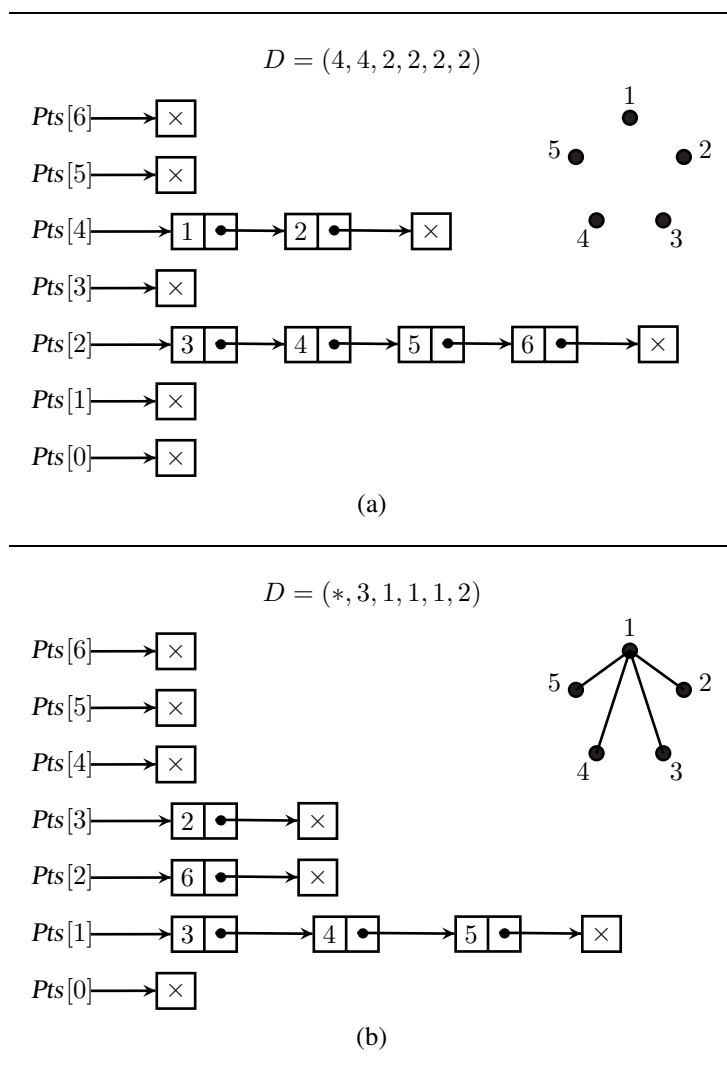 D = (4, 4, 2, 2, 2, 2)
1
Pts[6] ×
5 2
Pts[5] ×
Pts[4] 1 2 ×
4 3
Pts[3] ×
Pts[2] 3 4 5 6 ×
Pts[1] ×
Pts[0] ×
(a)
D = (∗, 3, 1, 1, 1, 2)
1
Pts[6] ×
5 2
Pts[5] ×
Pts[4] ×
4 3
Pts[3] 2 ×
Pts[2] 6 ×
Pts[1] 3 4 5 ×
Pts[0] ×
(b)